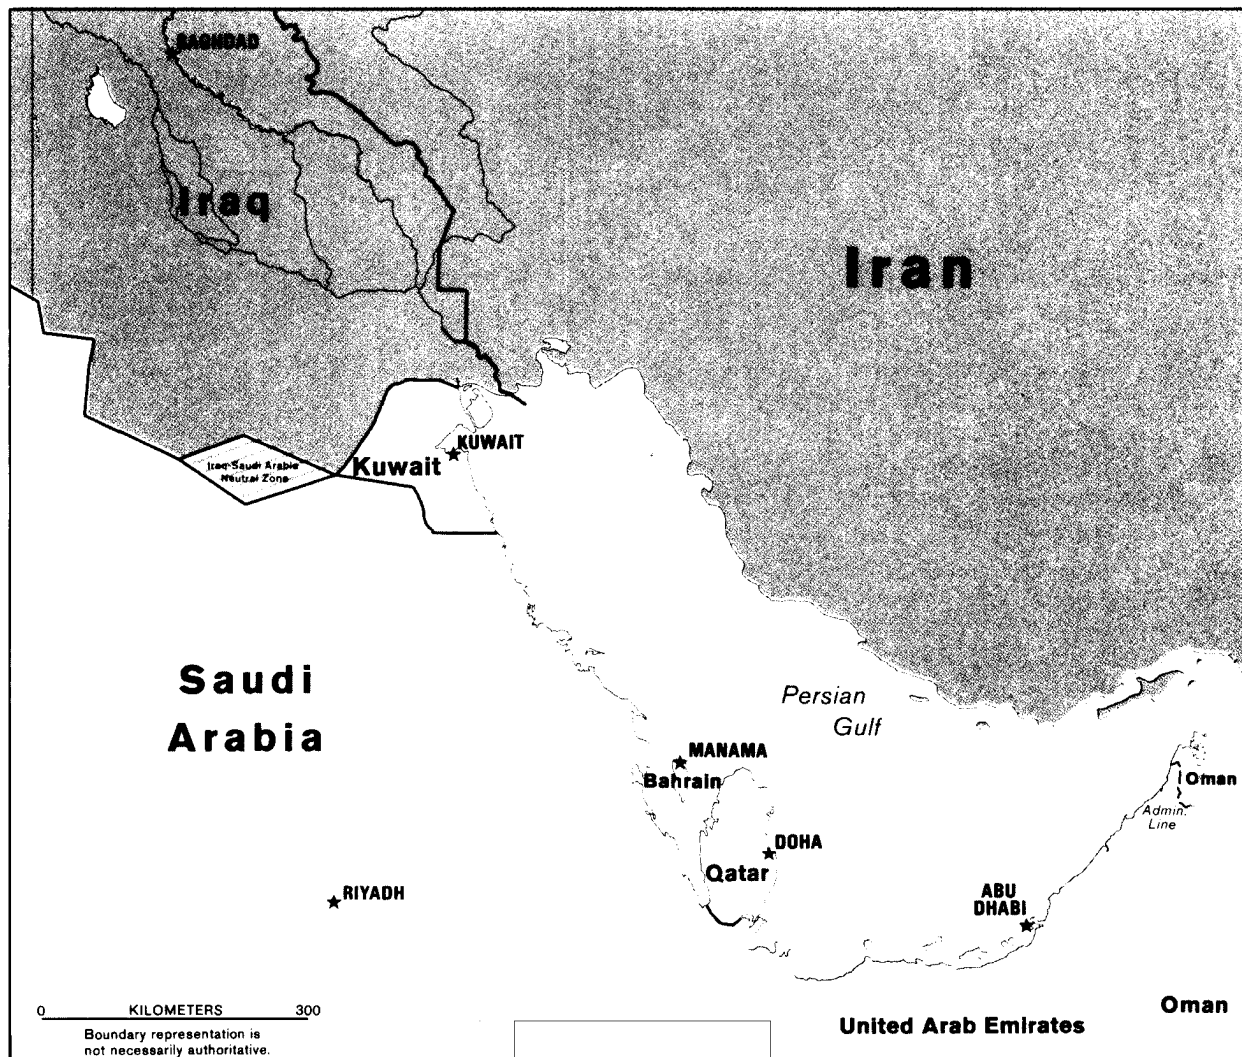 BAGHDAD
Iraq
Iran
KUWAIT
Kuwait
Iraq-Saudi Arabia
Neutral Zone
Saudi
Arabia
Persian
Gulf
MANAMA
Bahrain
Oman
Admin.
Line
DOHA
Qatar
RIYADH
ABU
DHABI
0 KILOMETERS 300
Boundary representation is
not necessarily authoritative.
United Arab Emirates
Oman